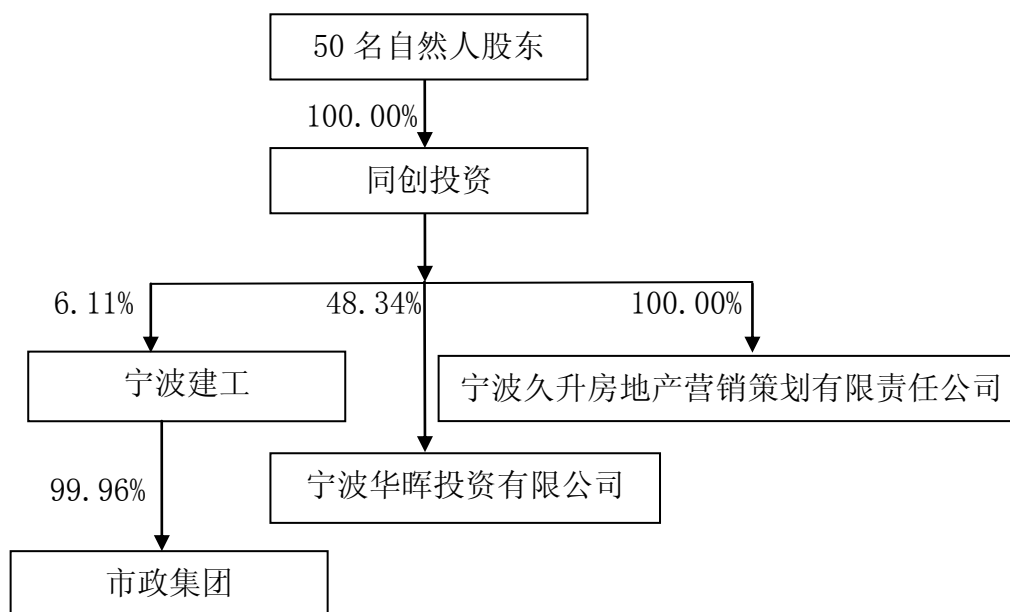 50 名自然人股东
100.00%
同创投资
6.11%
48.34%
100.00%
宁波建工
宁波久升房地产营销策划有限责任公司
99.96%
宁波华晖投资有限公司
市政集团